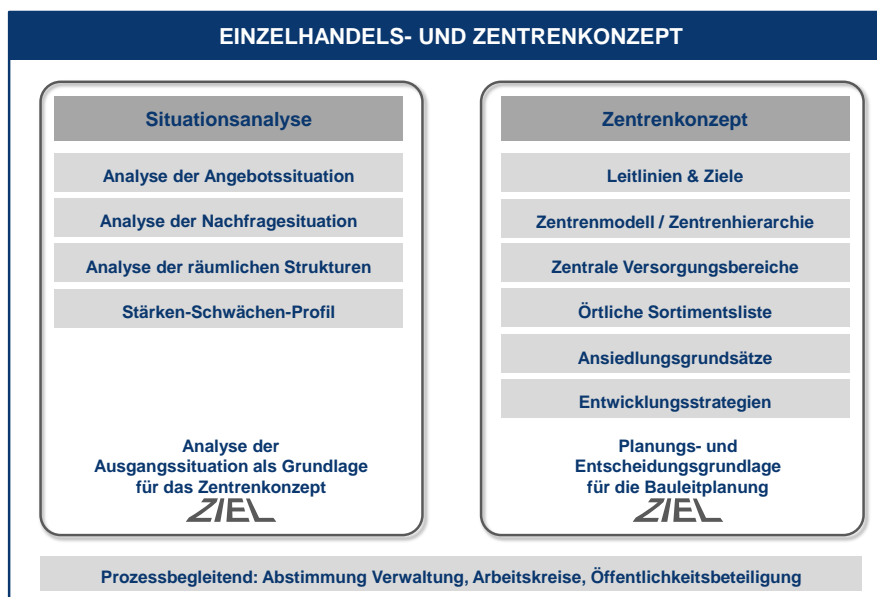 EINZELHANDELS- UND ZENTRENKONZEPT
Situationsanalyse
Analyse der Angebotssituation
Analyse der Nachfragesituation
Analyse der räumlichen Strukturen
Stärken-Schwächen-Profil
Analyse der
Ausgangssituation als Grundlage
für das Zentrenkonzept
ZIEL
Zentrenkonzept
Leitlinien & Ziele
Zentrenmodell / Zentrenhierarchie
Zentrale Versorgungsbereiche
Örtliche Sortimentsliste
Ansiedlungsgrundsätze
Entwicklungsstrategien
Planungs- und
Entscheidungsgrundlage
für die Bauleitplanung
ZIEL
Prozessbegleitend: Abstimmung Verwaltung, Arbeitskreise, Öffentlichkeitsbeteiligung